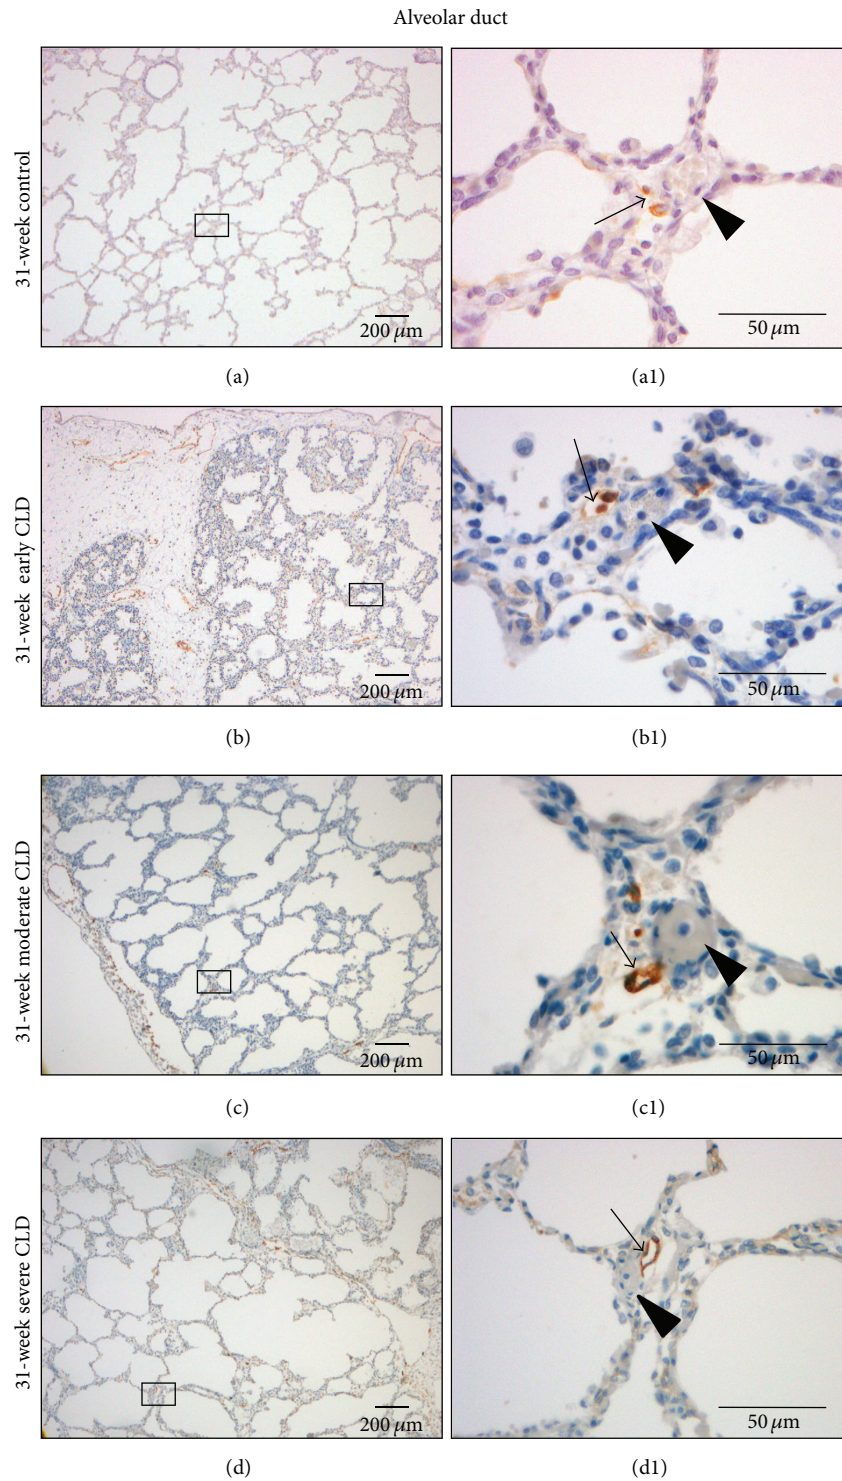 Alveolar duct
31-week control
200 μm
50 μm
(a)
(a1)
31-week early CLD
200 μm
50 μm
(b)
(b1)
31-week moderate CLD
200 μm
50 μm
(c)
(c1)
31-week severe CLD
200 μm
50 μm
(d)
(d1)